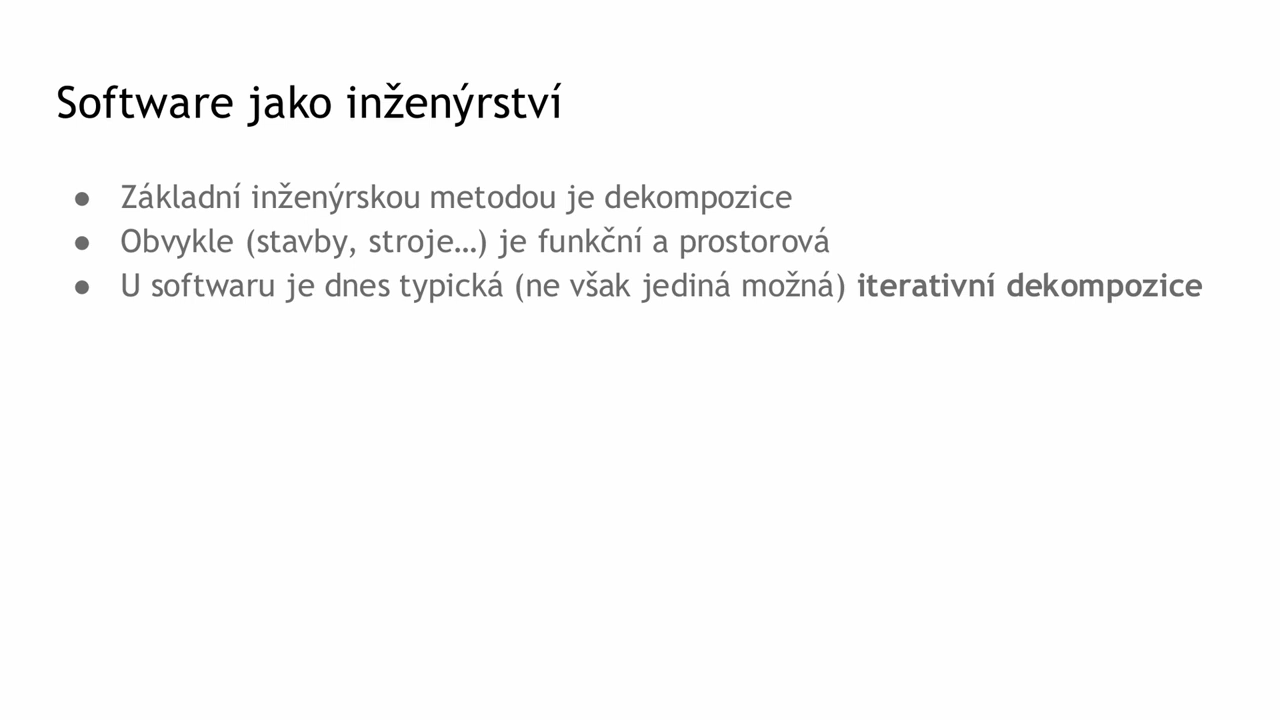 Software jako inženýrství
● Základní inženýrskou metodou je dekompozice
● Obvykle (stavby, stroje…) je funkční a prostorová
● U softwaru je dnes typická (ne však jediná možná) iterativní dekompozice